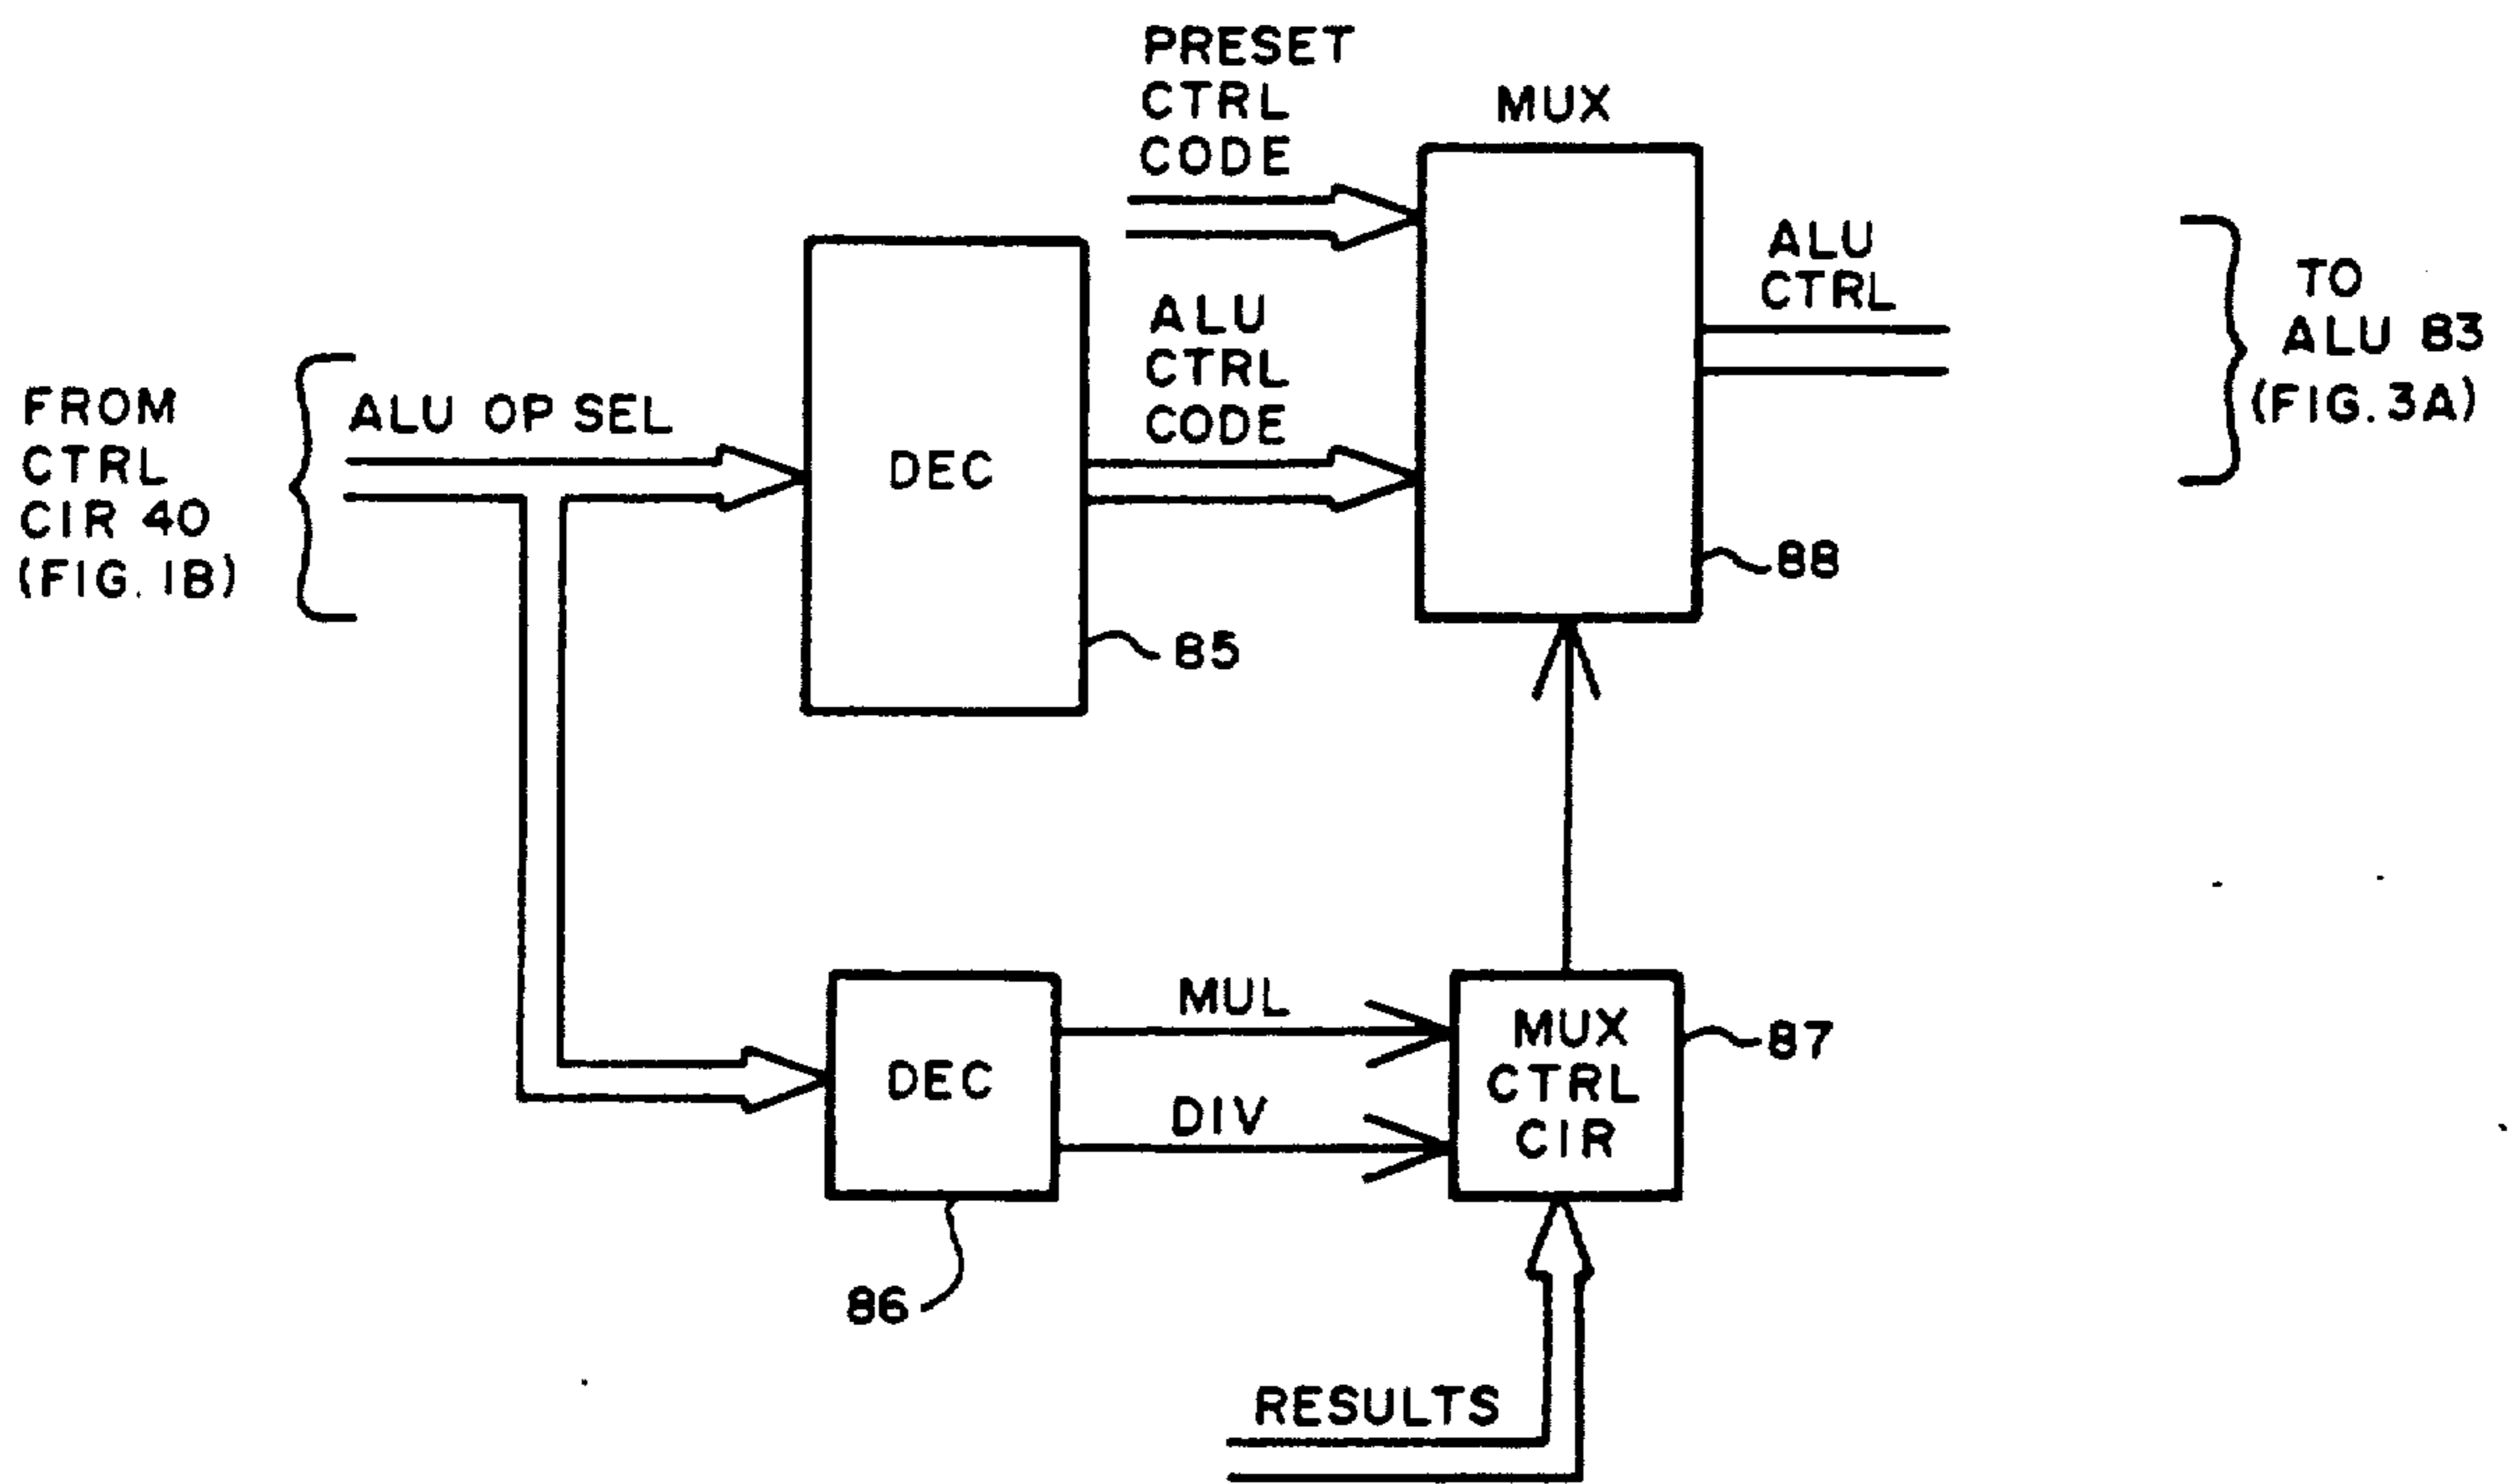 PRESET
CTRL
CODE
MUX
ALU
CTRL
TO
ALU 83
(FIG. 3A)
ALU
CTRL
CODE
FROM
CTRL
CIR 40
(FIG. 1B)
ALU OP SEL
DEC
88
85
MUL
DEC
DIV
MUX
CTRL
CIR
87
86
RESULTS